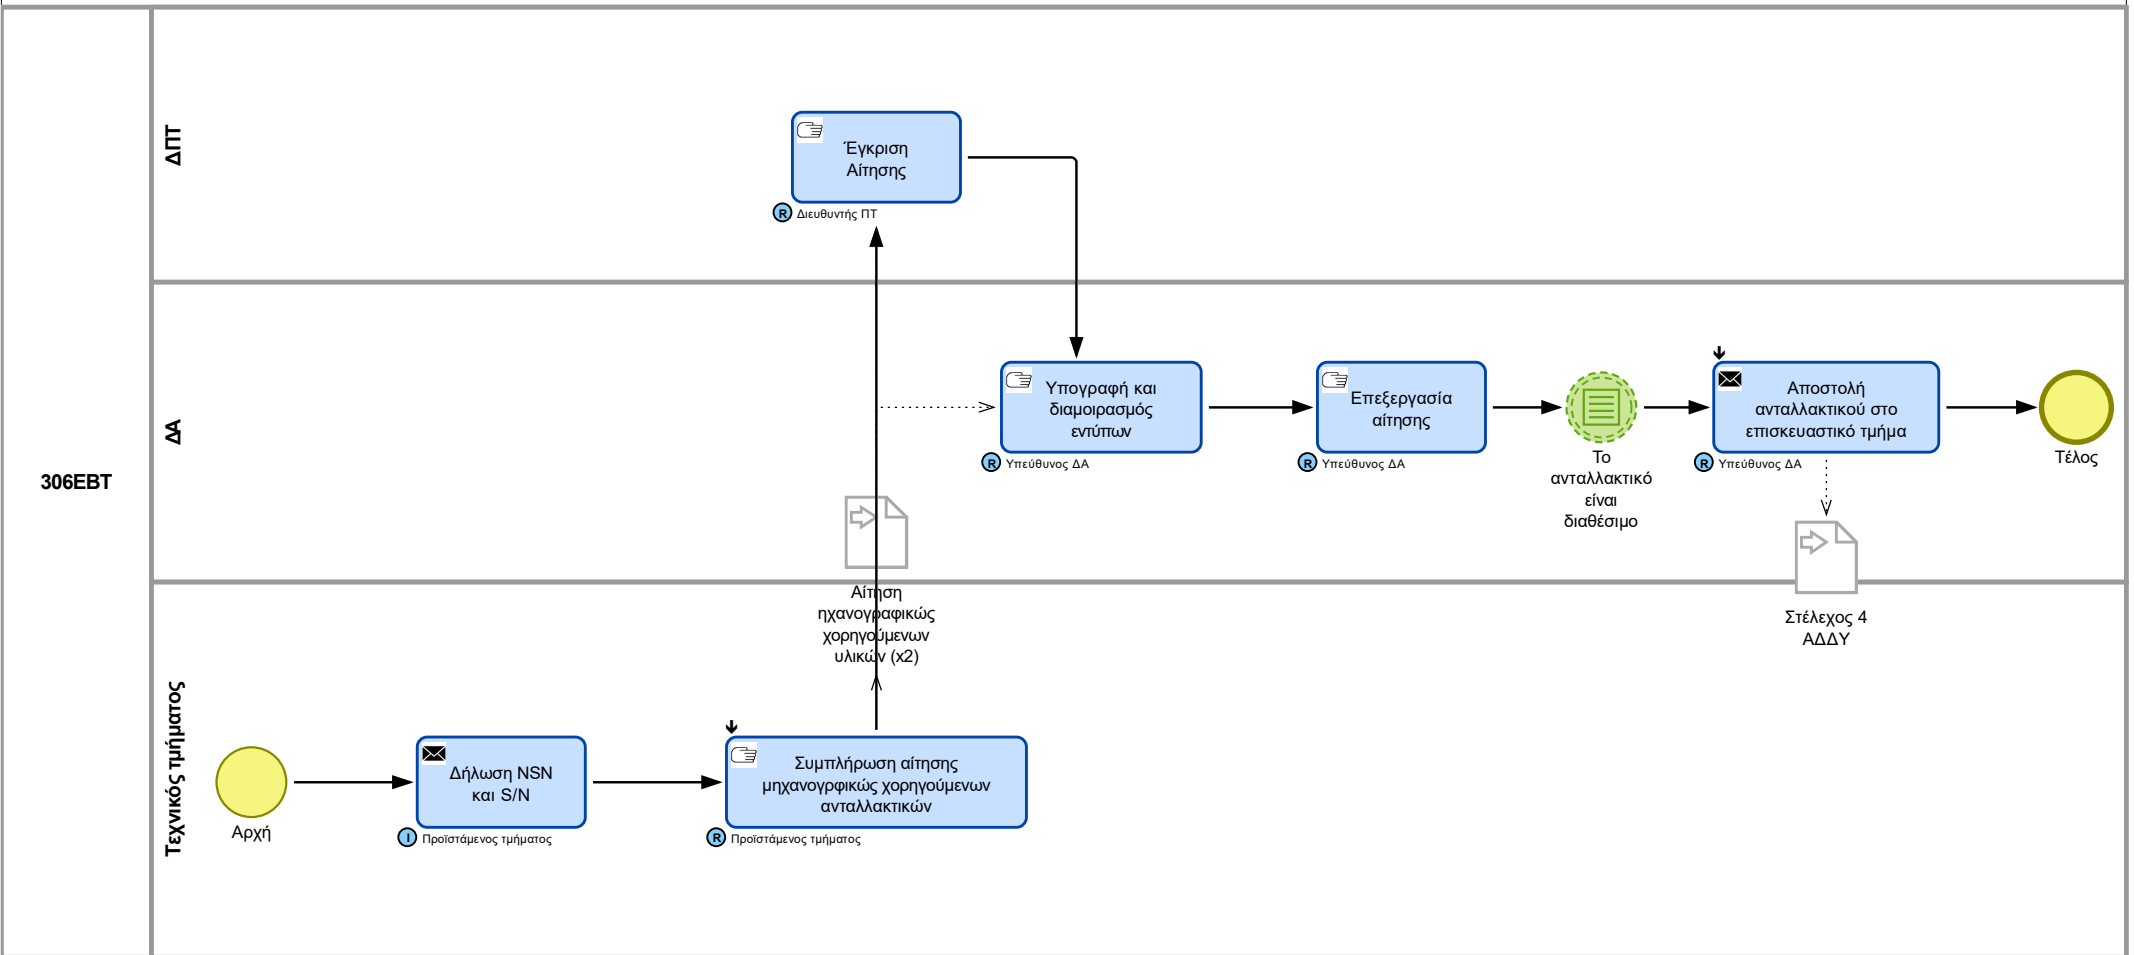 306ΕΒΤ
ΔΠΤ
Έγκριση
Αίτησης
R Διευθυντής ΠΤ
ΔΑ
Υπογραφή και
διαμοιρασμός
εντύπων
R Υπεύθυνος ΔΑ
Επεξεργασία
αίτησης
R Υπεύθυνος ΔΑ
Το
ανταλλακτικό
είναι
διαθέσιμο
Αποστολή
ανταλλακτικού στο
επισκευαστικό τμήμα
R Υπεύθυνος ΔΑ
Τέλος
Αίτηση
ηχανογραφικώς
χορηγούμενων
υλικών (x2)
Στέλεχος 4
ΑΔΔΥ
Τεχνικός τμήματος
Αρχή
Δήλωση NSN
και S/N
I Προϊστάμενος τμήματος
Συμπλήρωση αίτησης
μηχανογρφικώς χορηγούμενων
ανταλλακτικών
R Προϊστάμενος τμήματος